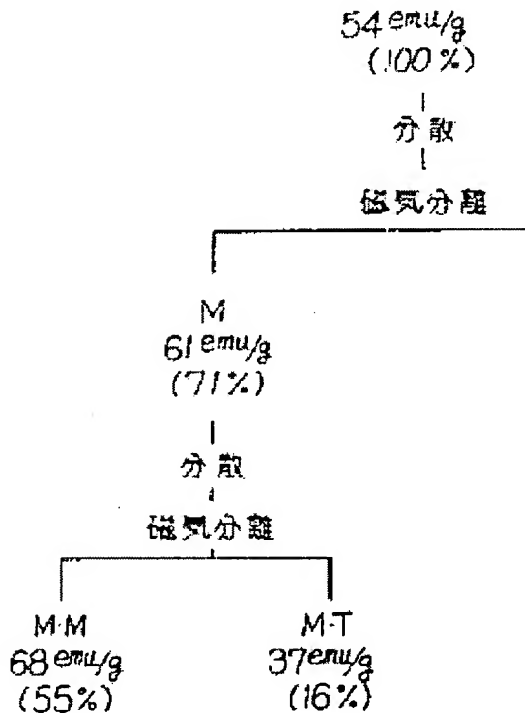 54 emu/g
(100%)
分散
磁気分離
M
61 emu/g
(71%)
分散
磁気分離
M·M
68 emu/g
(55%)
M·T
37 emu/g
(16%)